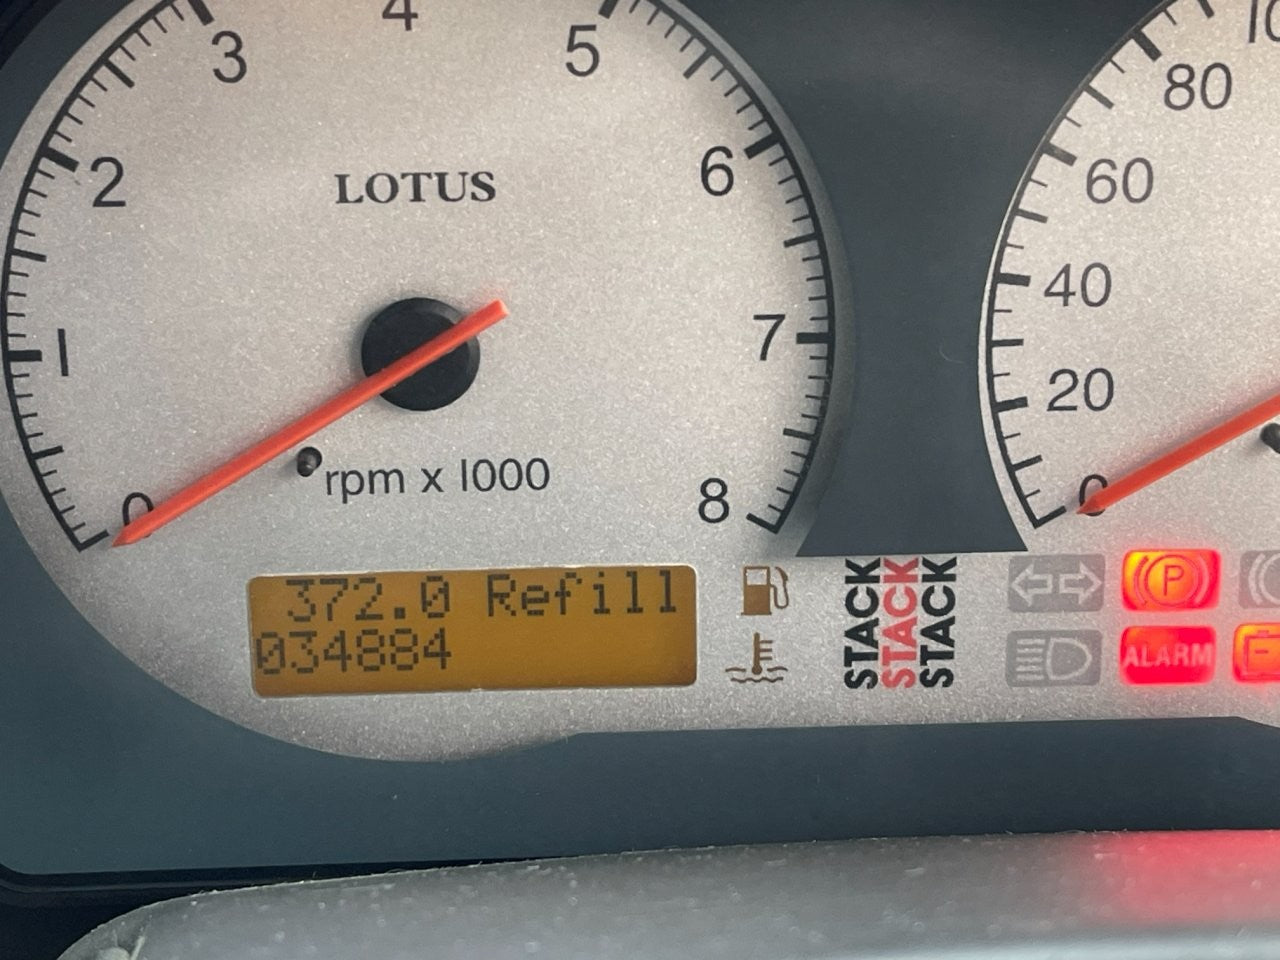 3
4
5
2
LOTUS
6
1
7
rpm x 1000
0
8
372.0 Refill
034884
STACK
STACK
STACK
80
60
40
20
0
P
ALARM